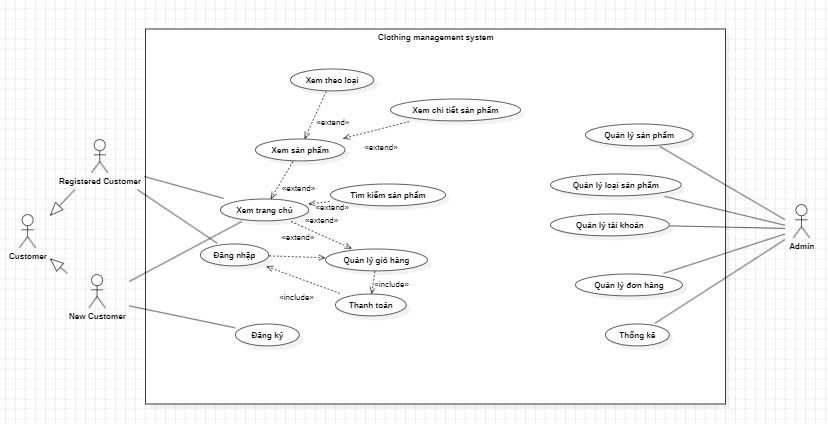 Clothing management system
Xem theo loại
Xem chi tiết sản phẩm
«extend»
Quản lý sản phẩm
«extend»
Xem sản phẩm
Registered Customer
Quản lý loại sản phẩm
«extend»
Tìm kiếm sản phẩm
Xem trang chủ
«extend»
«extend»
Quản lý tài khoản
«extend»
Admin
Customer
Đăng nhập
Quản lý giỏ hàng
«include»
Quản lý đơn hàng
«include»
Thanh toán
New Customer
Đăng ký
Thống kê